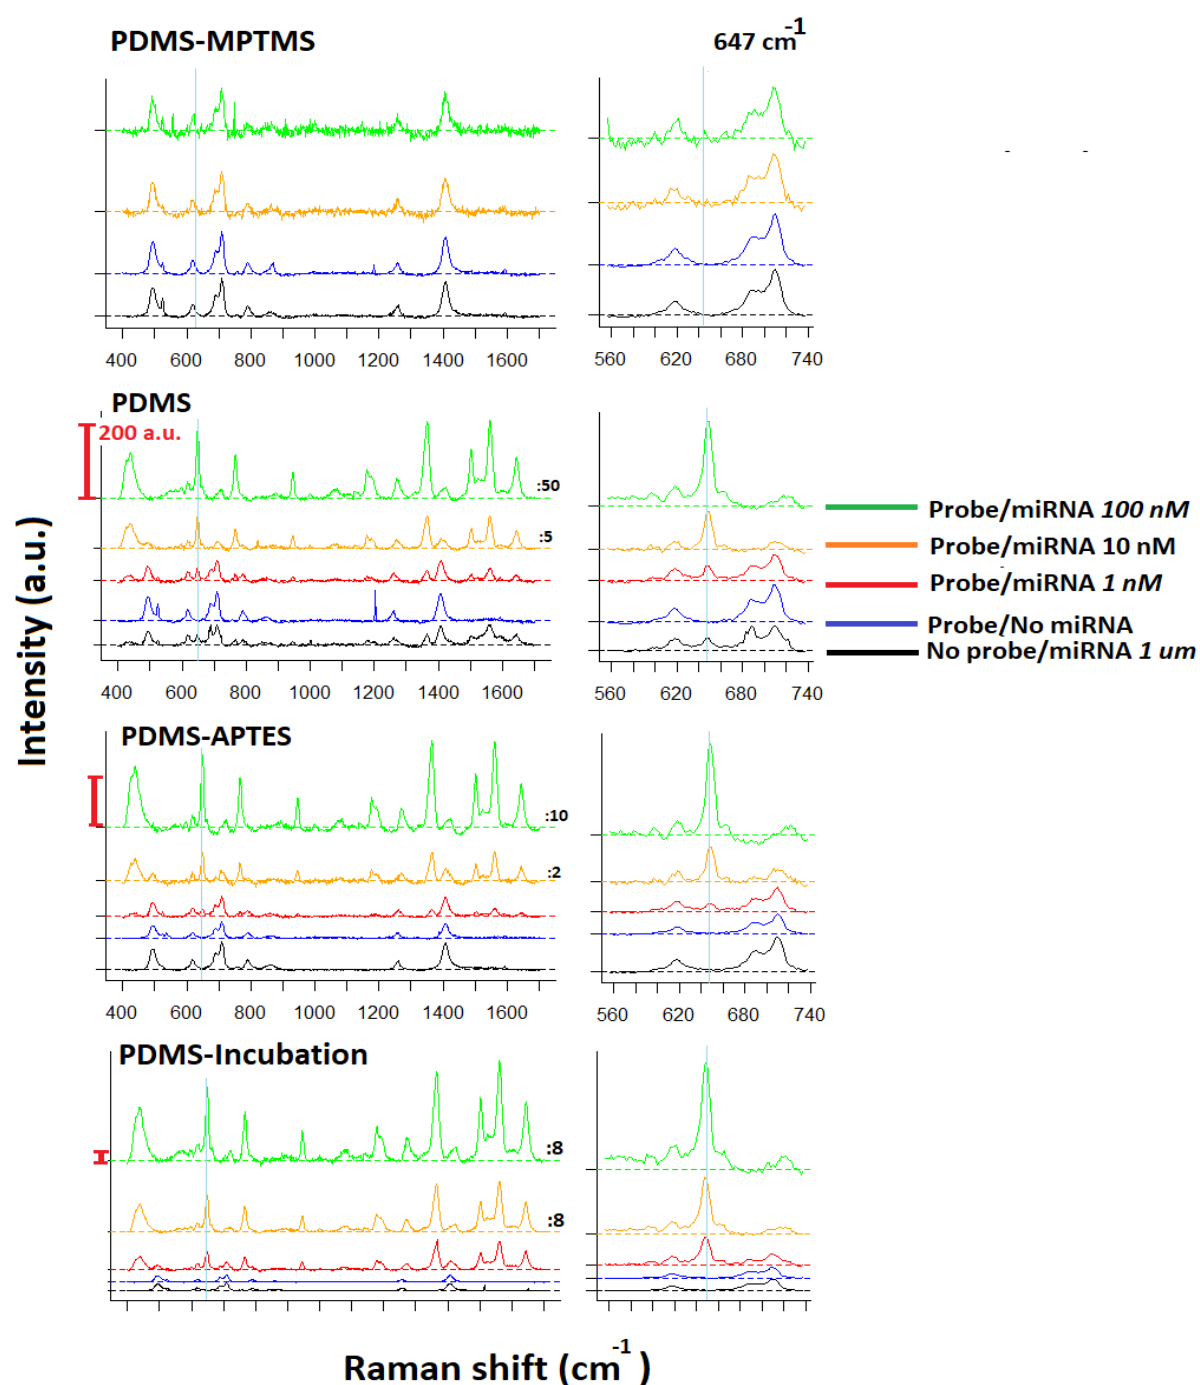 PDMS-MPTMS
647 cm-1
400 600 800 1000 1200 1400 1600
560 620 680 740
PDMS
200 a.u.
:50
:5
400 600 800 1000 1200 1400 1600
560 620 680 740
Probe/miRNA 100 nM
Probe/miRNA 10 nM
Probe/miRNA 1 nM
Probe/No miRNA
No probe/miRNA 1 um
Intensity (a.u.)
PDMS-APTES
:10
:2
400 600 800 1000 1200 1400 1600
560 620 680 740
PDMS-Incubation
:8
:8
Raman shift (cm-1)